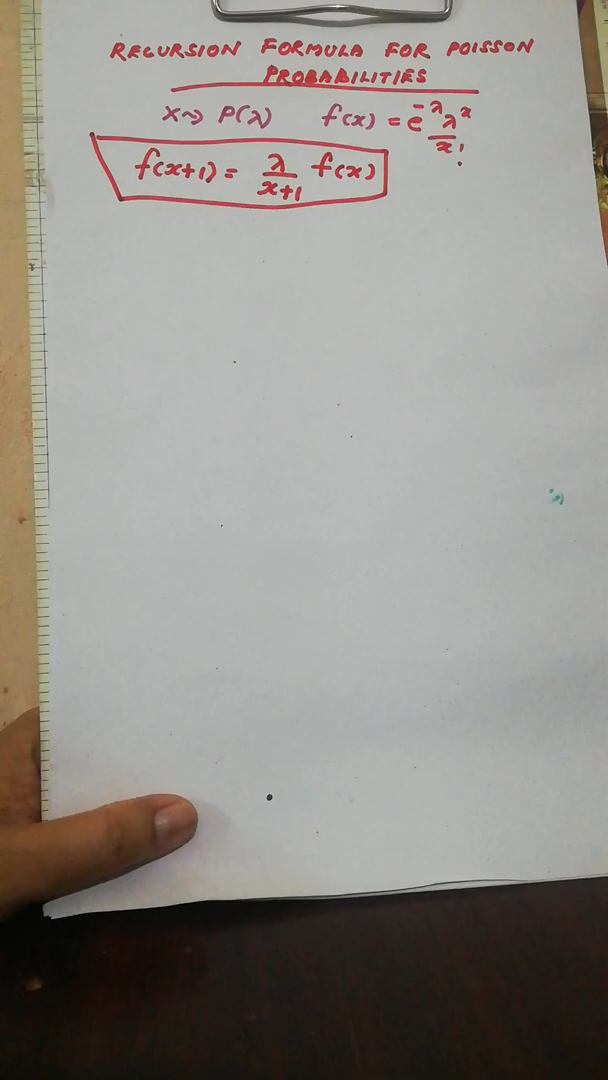 RECURSION FORMULA FOR POISSON
PROBABILITIES
X ~> P(λ) f(x) = e^-λ λ^x / x!
f(x+1) = λ / x+1 f(x)